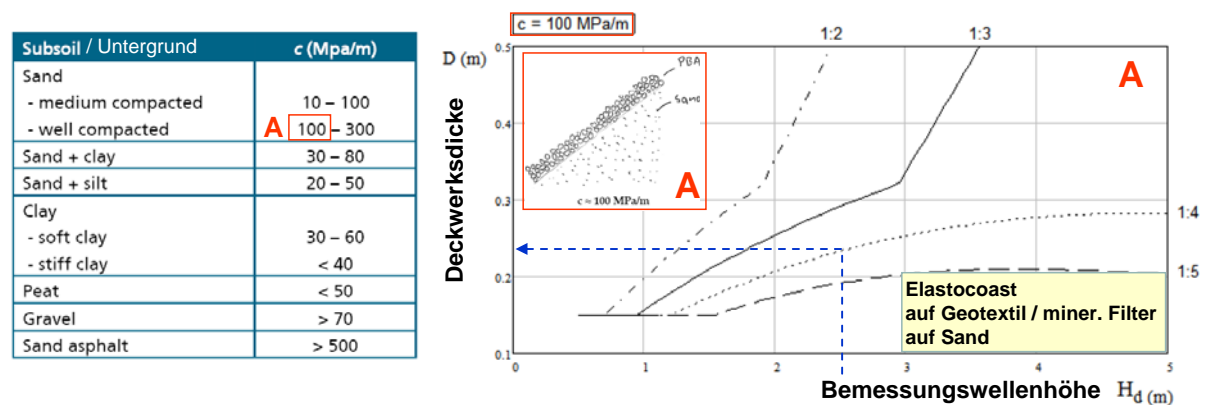 Subsoil / Untergrund c (Mpa/m)
Sand
- medium compacted 10 – 100
- well compacted A 100 – 300
Sand + clay 30 – 80
Sand + silt 20 – 50
Clay
- soft clay 30 – 60
- stiff clay < 40
Peat < 50
Gravel > 70
Sand asphalt > 500
c = 100 MPa/m
1:2
1:3
D (m)
0.5
A
PBA
Sand
A
c ≈ 100 MPa/m
0.4
0.3
0.2
0.1
Deckwerksdicke
1:4
1:5
Elastocoast
auf Geotextil / miner. Filter
auf Sand
0 1 2 3 4 5
Bemessungswellenhöhe Hd (m)